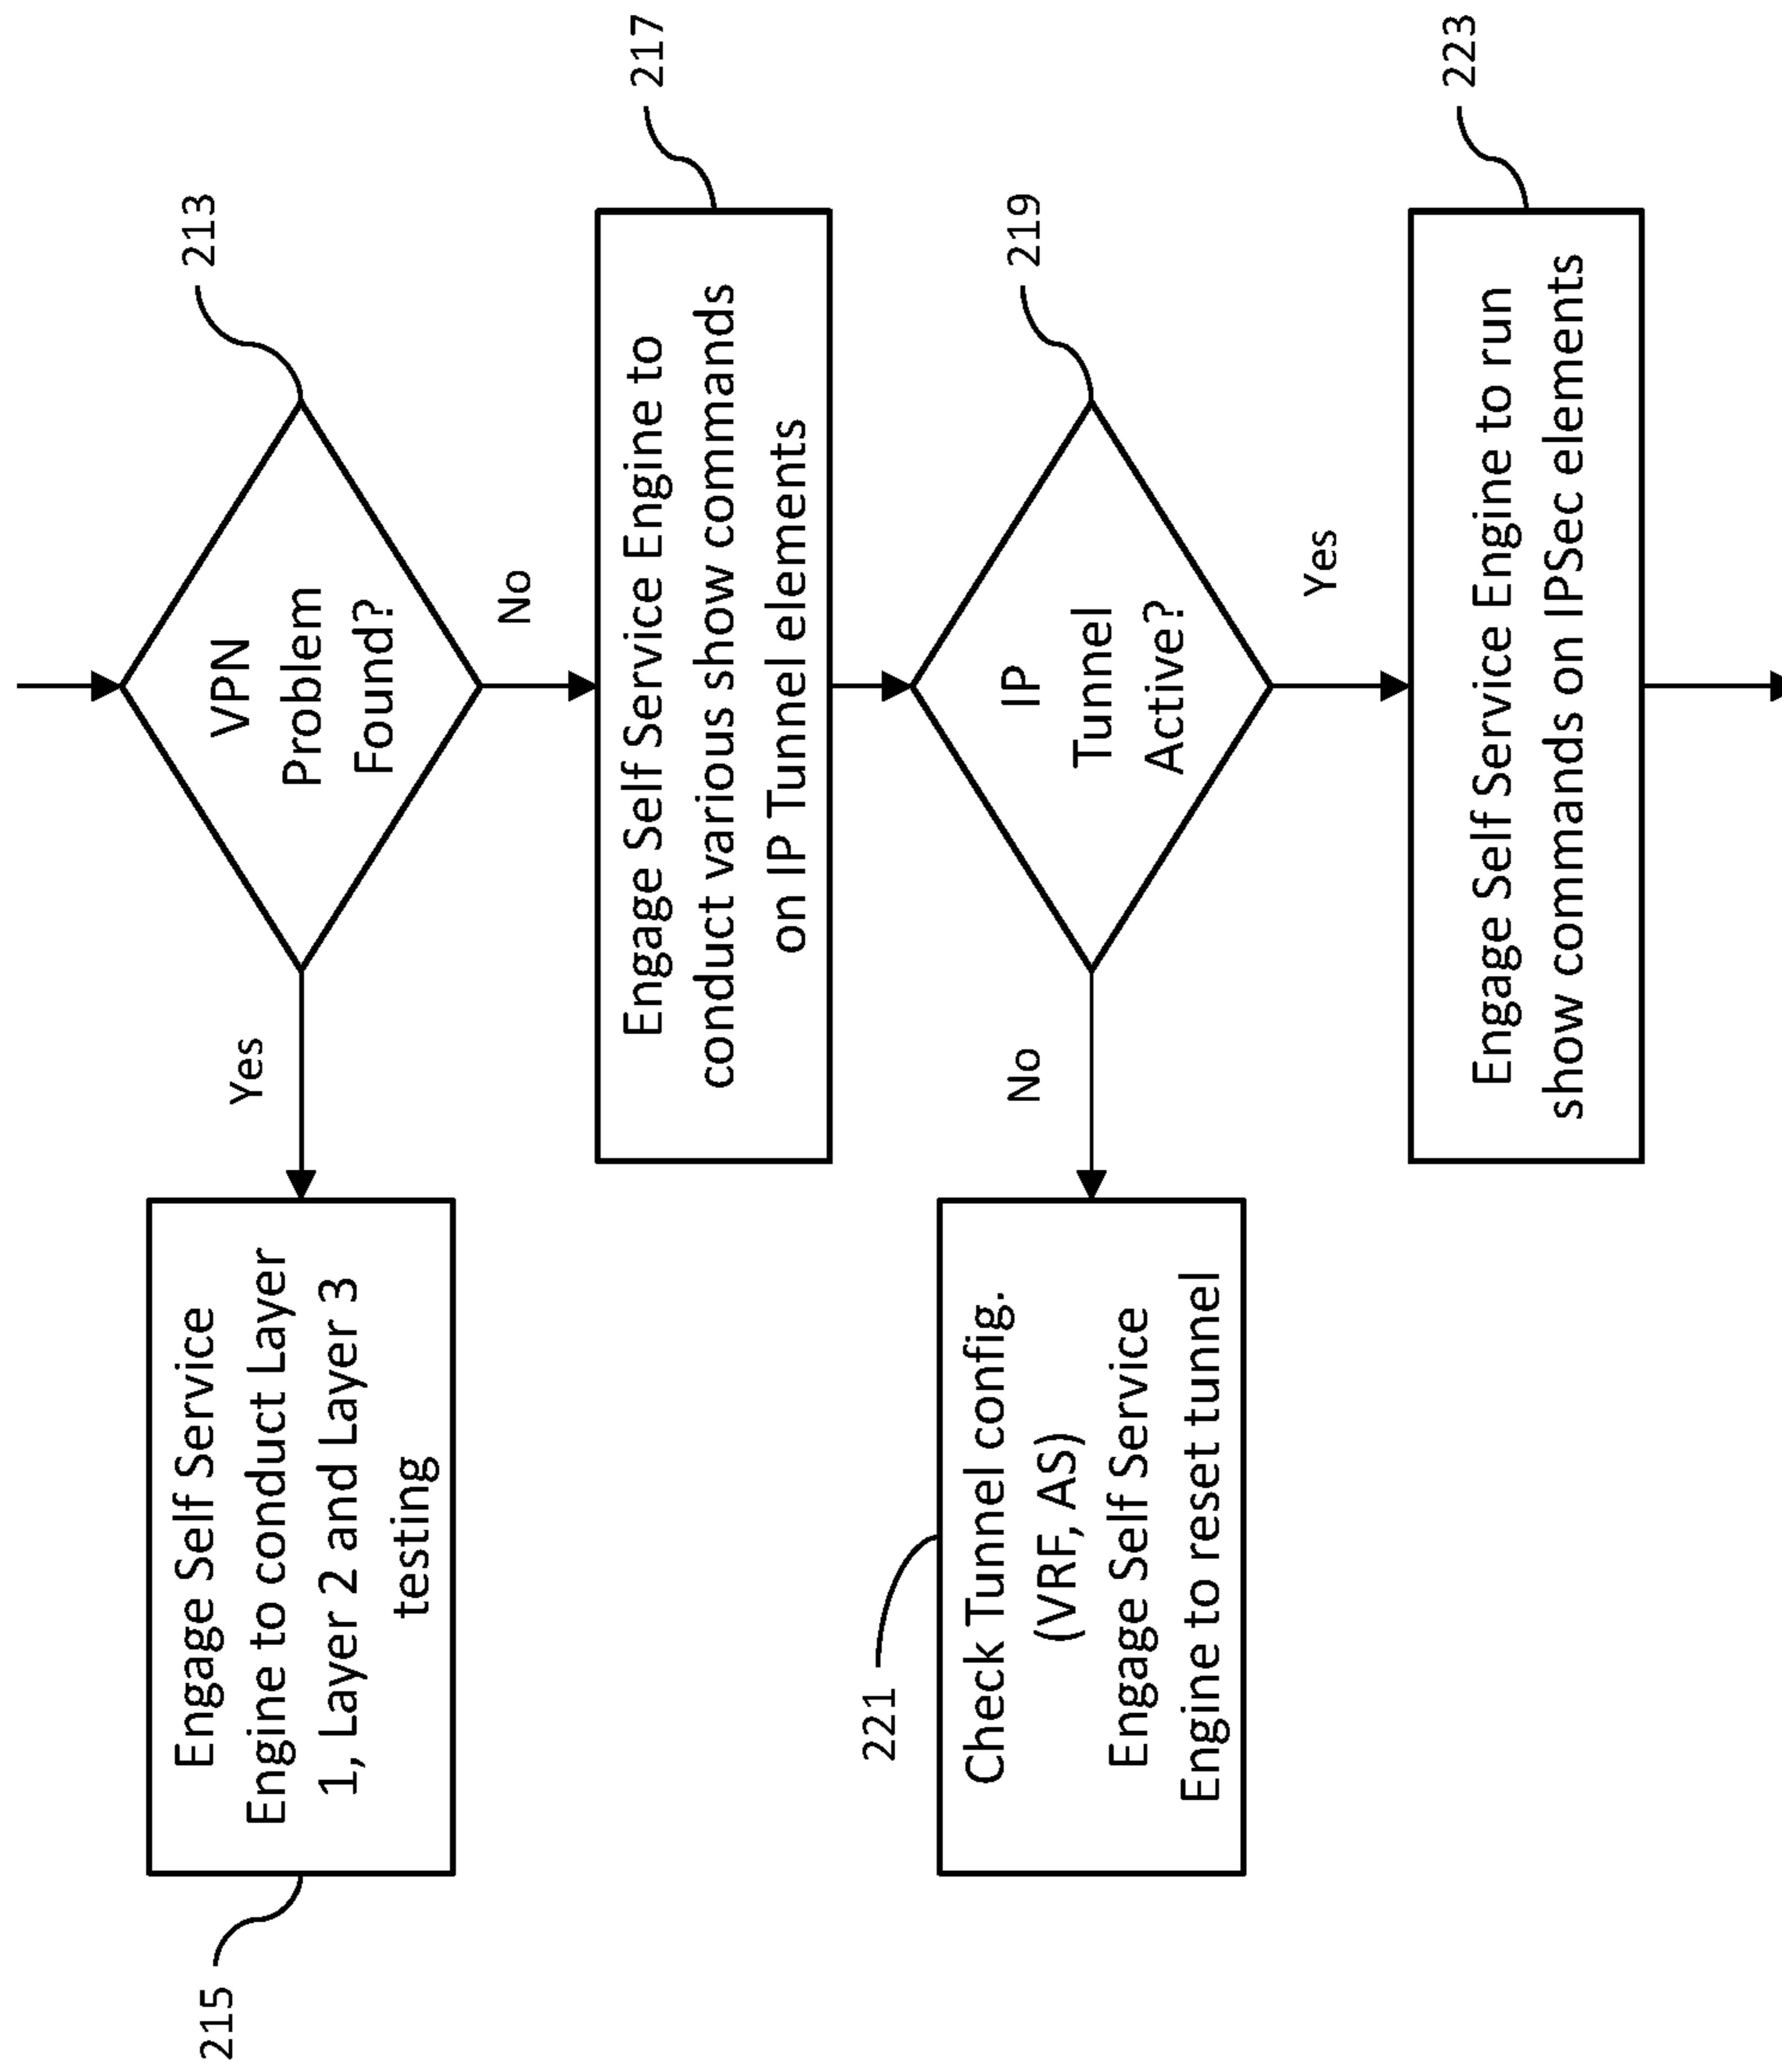 213
VPN
Problem
Found?
Yes
No
215
Engage Self Service
Engine to conduct Layer
1, Layer 2 and Layer 3
testing
217
Engage Self Service Engine to
conduct various show commands
on IP Tunnel elements
219
IP
Tunnel
Active?
No
Yes
221
Check Tunnel config.
(VRF, AS)
Engage Self Service
Engine to reset tunnel
223
Engage Self Service Engine to run
show commands on IPSec elements